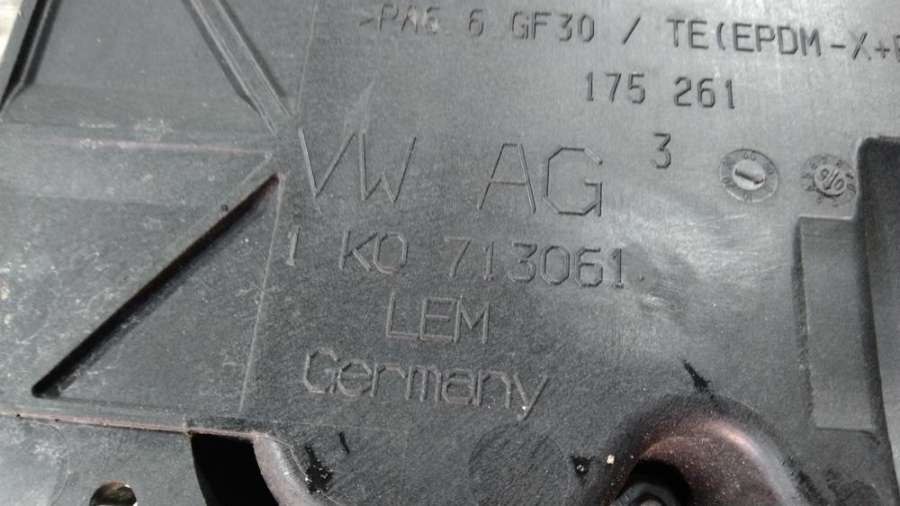 >PA6 6 GF30 / TE(EPDM-X+P
175 261
VW AG 3
1 K0 713061
LEM
Germany